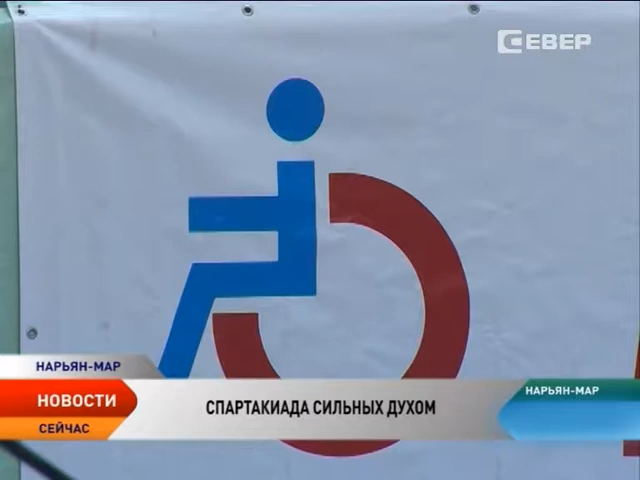 СЕВЕР
НАРЬЯН-МАР
НОВОСТИ
СЕЙЧАС
СПАРТАКИАДА СИЛЬНЫХ ДУХОМ
НАРЬЯН-МАР